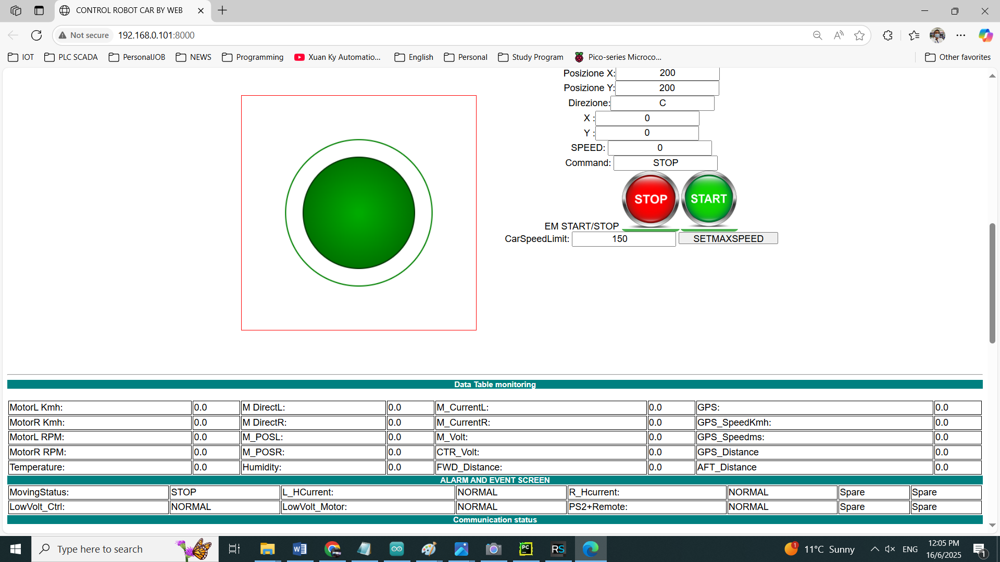 CONTROL ROBOT CAR BY WEB
Not secure 192.168.0.101:8000
IOT PLC SCADA PersonalJOB NEWS Programming Xuan Ky Automatio... English Personal Study Program Pico-series Microco... Other favorites
Posizione X: 200
Posizione Y: 200
Direzione: C
X : 0
Y : 0
SPEED: 0
Command: STOP
STOP START
EM START/STOP
CarSpeedLimit: 150 SETMAXSPEED
Data Table monitoring
MotorL Kmh: 0.0 M DirectL: 0.0 M_CurrentL: 0.0 GPS: 0.0
MotorR Kmh: 0.0 M DirectR: 0.0 M_CurrentR: 0.0 GPS_SpeedKmh: 0.0
MotorL RPM: 0.0 M_POSL: 0.0 M_Volt: 0.0 GPS_Speedms: 0.0
MotorR RPM: 0.0 M_POSR: 0.0 CTR_Volt: 0.0 GPS_Distance 0.0
Temperature: 0.0 Humidity: 0.0 FWD_Distance: 0.0 AFT_Distance 0.0
ALARM AND EVENT SCREEN
MovingStatus: STOP L_HCurrent: NORMAL R_Hcurrent: NORMAL Spare Spare
LowVolt_Ctrl: NORMAL LowVolt_Motor: NORMAL PS2+Remote: NORMAL Spare Spare
Communication status
Type here to search PC RS 1 11°C Sunny ENG 12:05 PM
16/6/2025 1